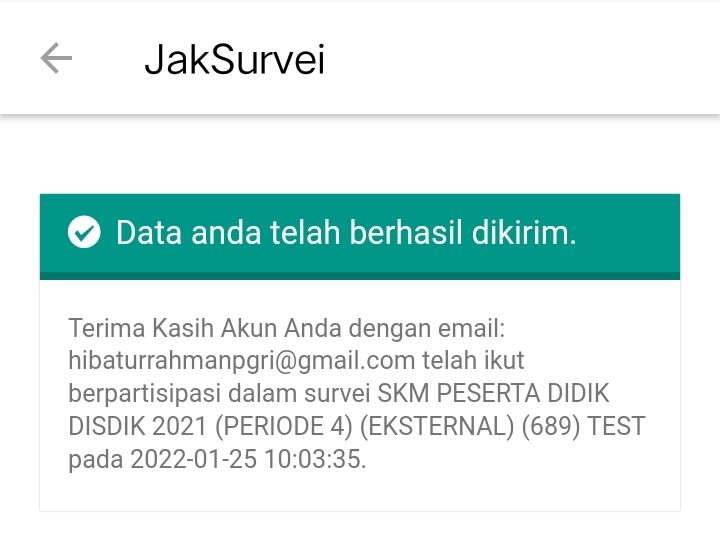 JakSurvei
Data anda telah berhasil dikirim.
Terima Kasih Akun Anda dengan email:
hibaturrahmanpgri@gmail.com telah ikut
berpartisipasi dalam survei SKM PESERTA DIDIK
DISDIK 2021 (PERIODE 4) (EKSTERNAL) (689) TEST
pada 2022-01-25 10:03:35.